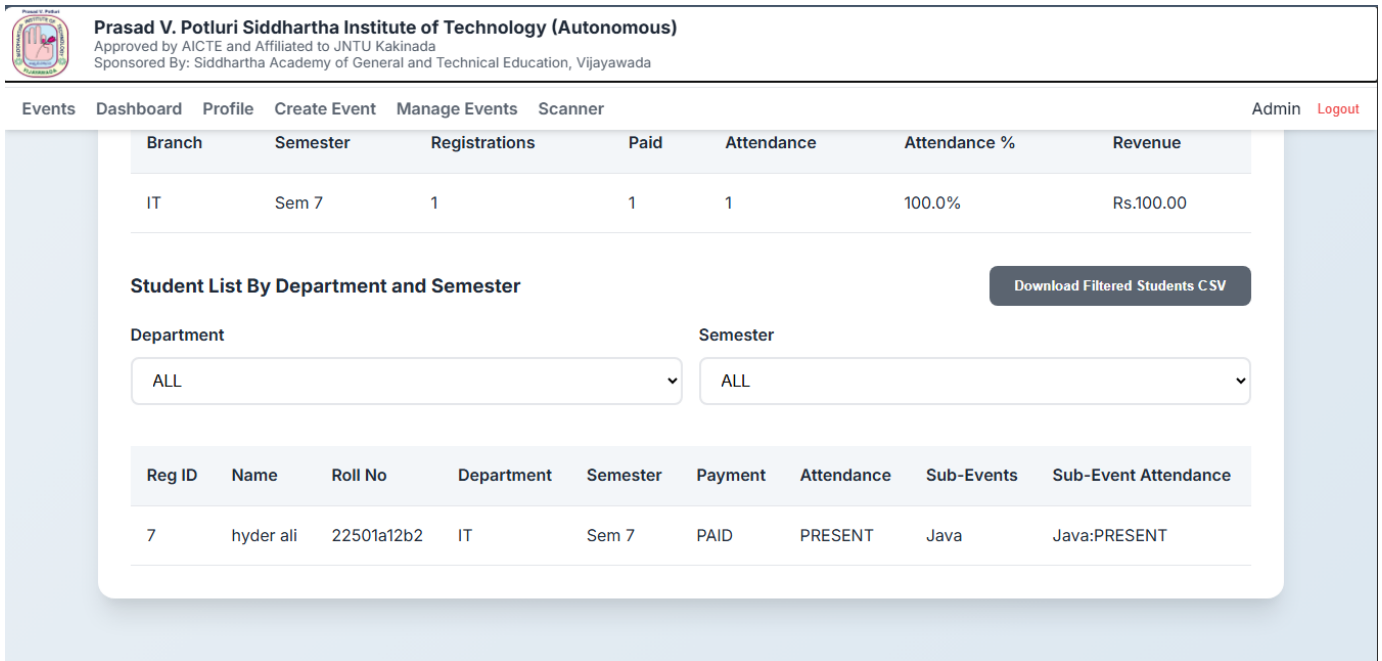 Prasad V. Potluri Siddhartha Institute of Technology (Autonomous)
Approved by AICTE and Affiliated to JNTU Kakinada
Sponsored By: Siddhartha Academy of General and Technical Education, Vijayawada
Events Dashboard Profile Create Event Manage Events Scanner Admin Logout
Branch Semester Registrations Paid Attendance Attendance % Revenue
IT Sem 7 1 1 1 100.0% Rs.100.00
Student List By Department and Semester Download Filtered Students CSV
Department Semester
ALL ALL
Reg ID Name Roll No Department Semester Payment Attendance Sub-Events Sub-Event Attendance
7 hyder ali 22501a12b2 IT Sem 7 PAID PRESENT Java Java:PRESENT